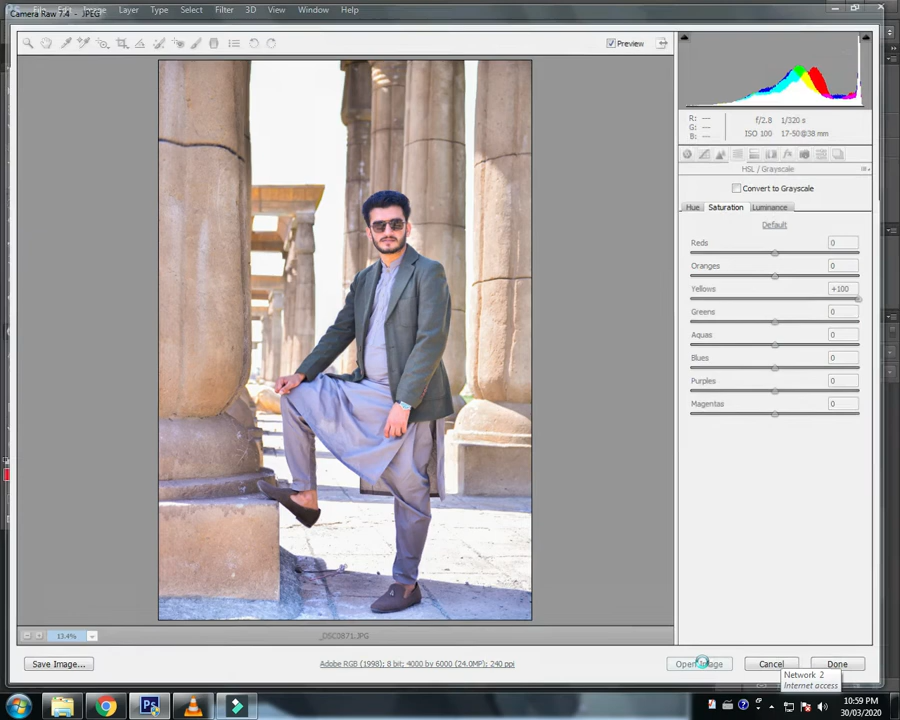 File Edit Image Layer Type Select Filter 3D View Window Help
Camera Raw 7.4 - JPEG
Preview
R: ---
G: ---
B: ---
f/2.8 1/320 s
ISO 100 17-50@38 mm
HSL / Grayscale
Convert to Grayscale
Hue Saturation Luminance
Default
Reds 0
Oranges 0
Yellows +100
Greens 0
Aquas 0
Blues 0
Purples 0
Magentas 0
13.4%
_DSC0871.JPG
Save Image...
Adobe RGB (1998); 8 bit; 4000 by 6000 (24.0MP); 240 ppi
Open Image
Cancel
Done
Network 2
Internet access
Ps
10:59 PM
30/03/2020